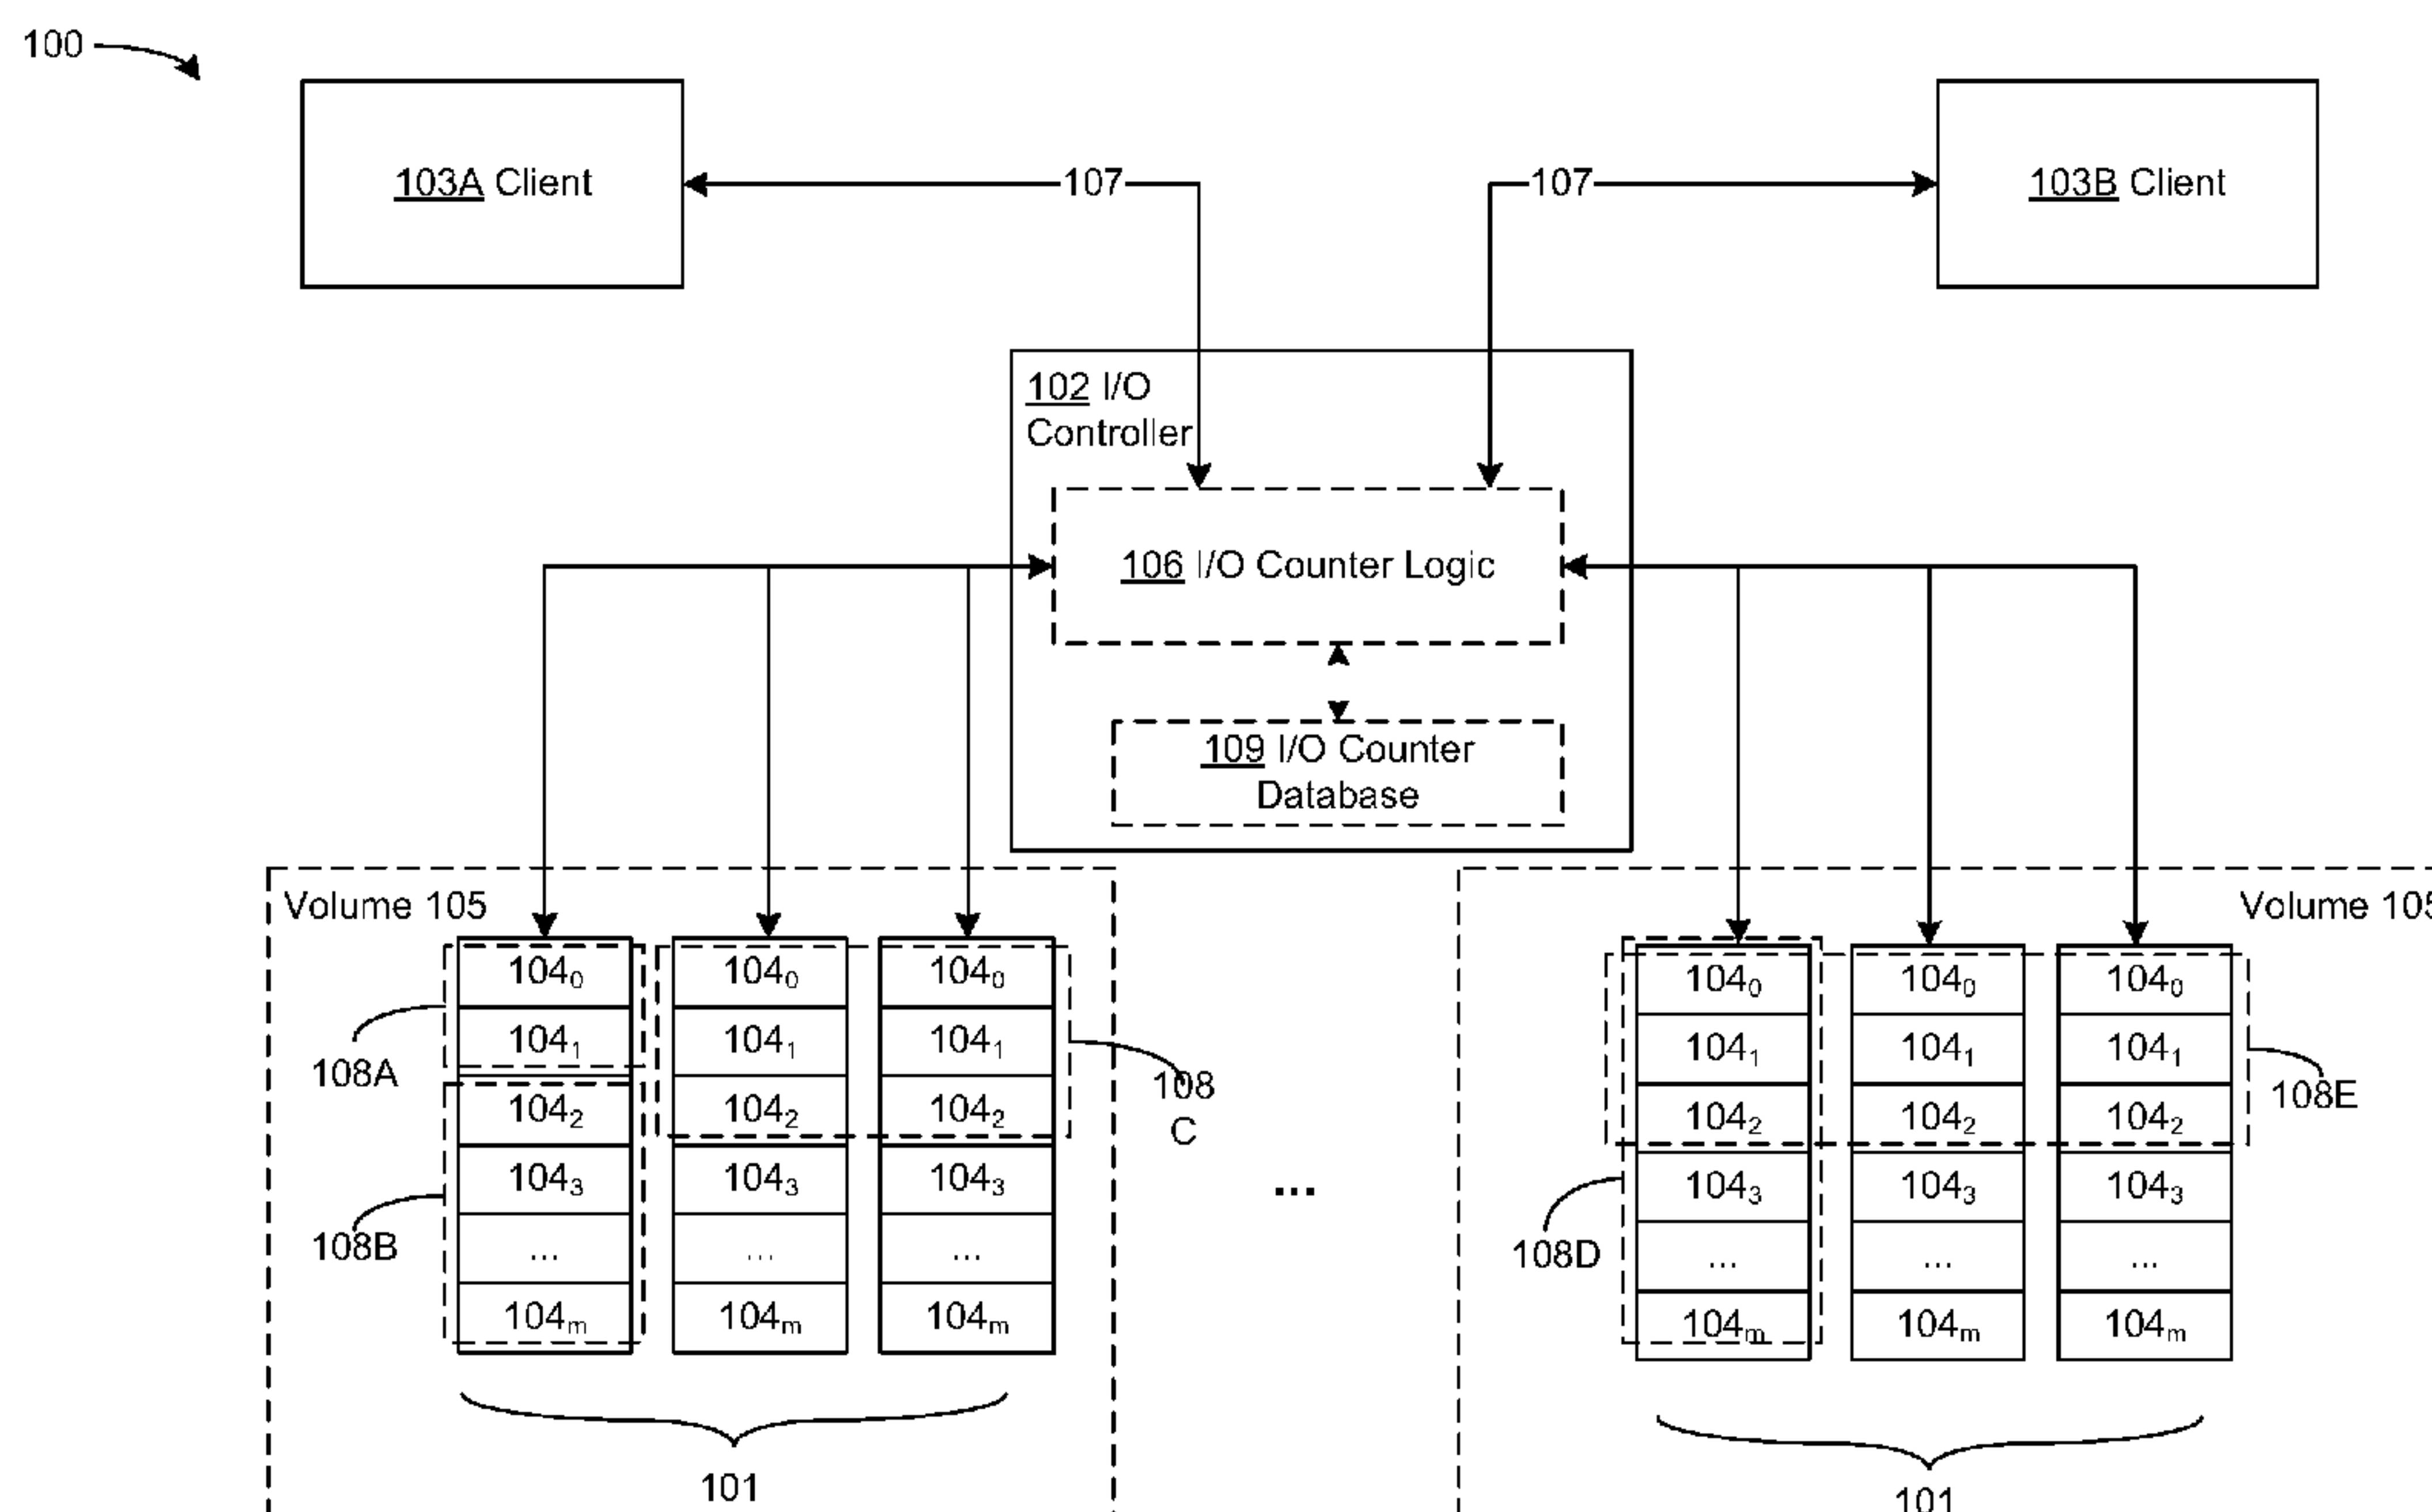 100
103A Client
107
107
103B Client
102 I/O
Controller
106 I/O Counter Logic
109 I/O Counter
Database
Volume 105
Volume 105
104₀ 104₀ 104₀
104₁ 104₁ 104₁
104₂ 104₂ 104₂
104₃ 104₃ 104₃
... ... ...
104ₘ 104ₘ 104ₘ
108A
108B
108
C
101
...
104₀ 104₀ 104₀
104₁ 104₁ 104₁
104₂ 104₂ 104₂
104₃ 104₃ 104₃
... ... ...
104ₘ 104ₘ 104ₘ
108D
108E
101